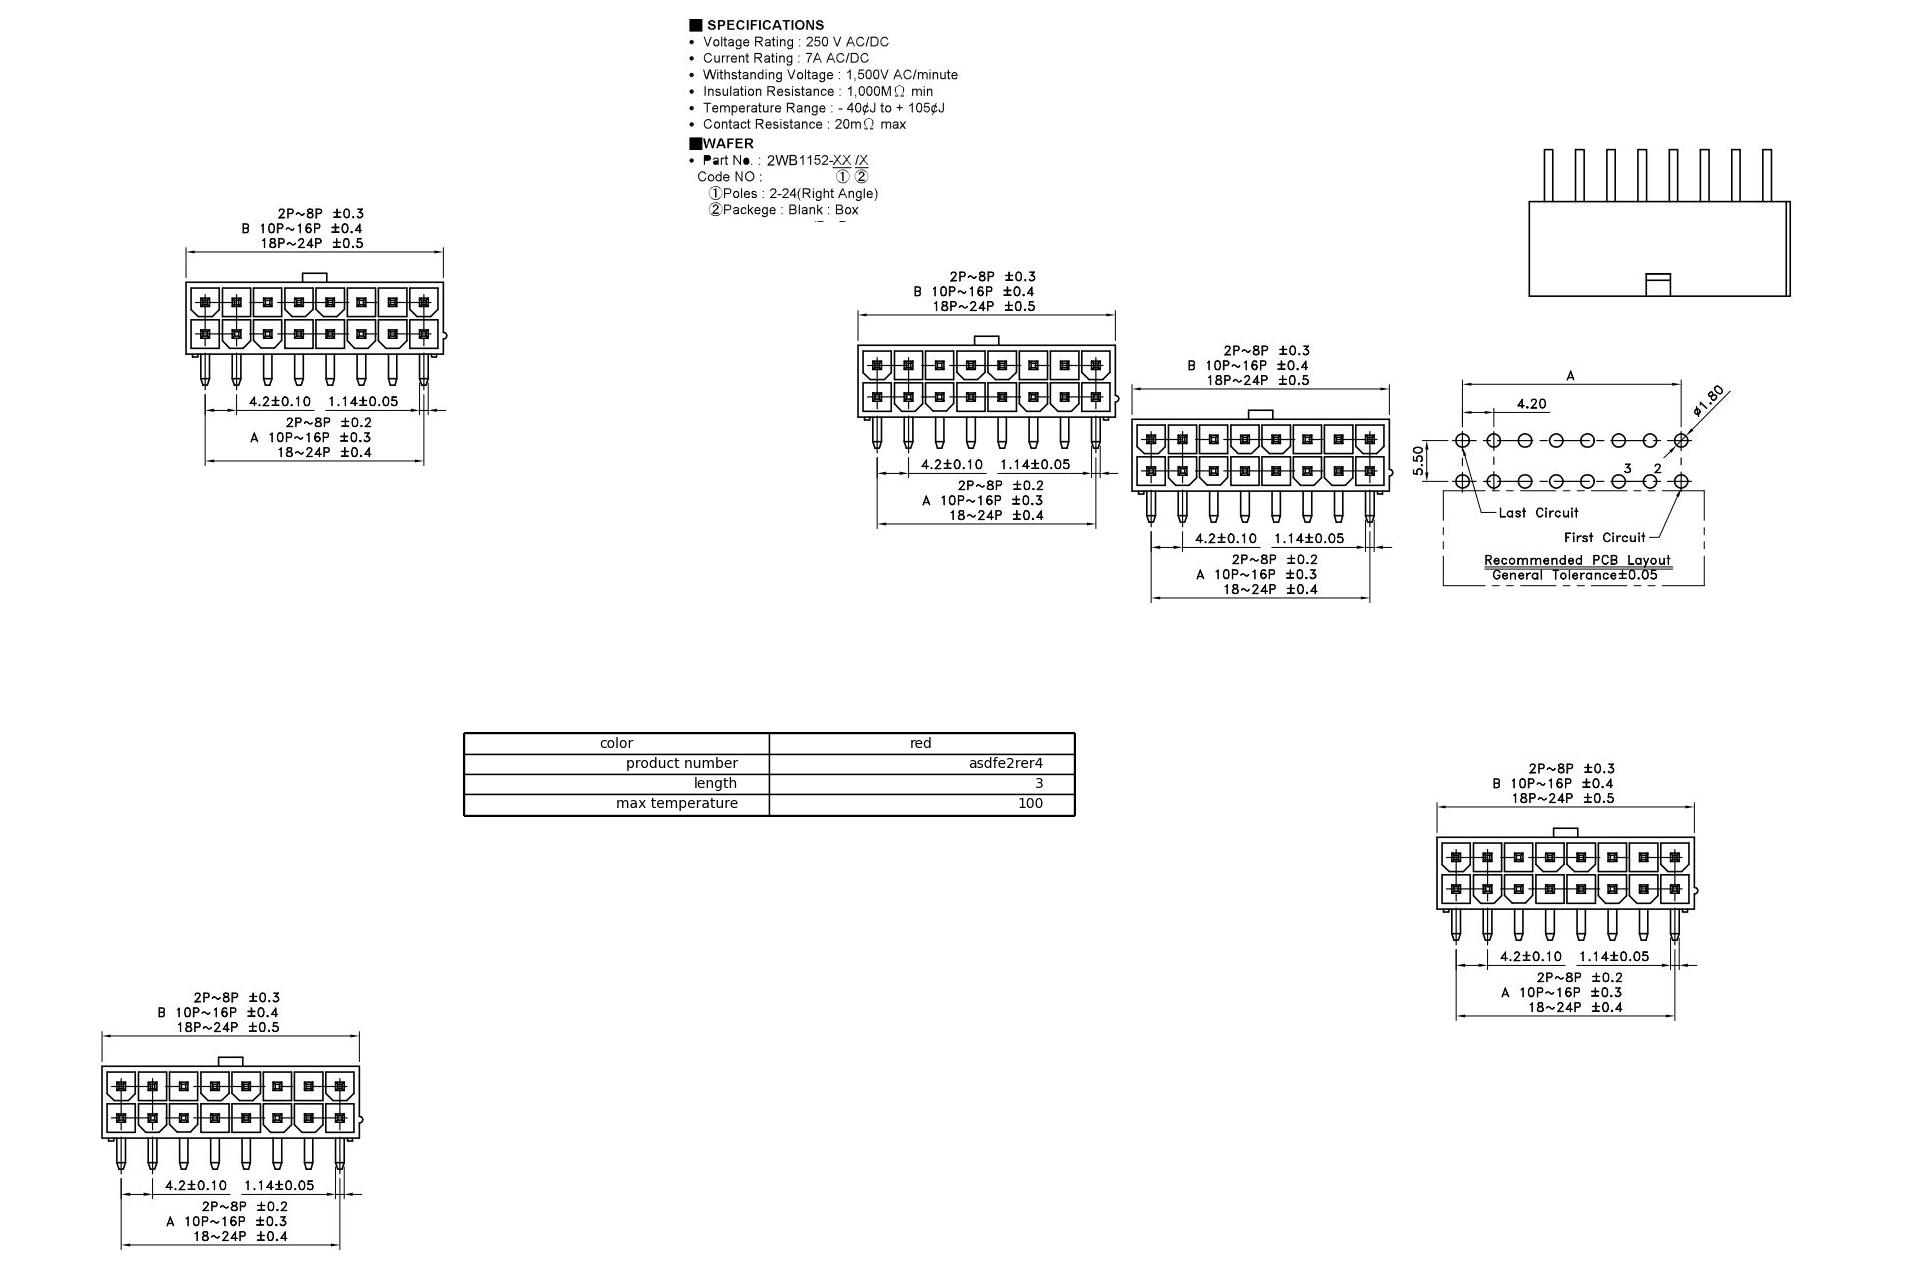 ■ SPECIFICATIONS
• Voltage Rating : 250 V AC/DC
• Current Rating : 7A AC/DC
• Withstanding Voltage : 1,500V AC/minute
• Insulation Resistance : 1,000MΩ min
• Temperature Range : - 40¢J to + 105¢J
• Contact Resistance : 20mΩ max
■WAFER
• Part No. : 2WB1152-XX /X
Code NO : ① ②
①Poles : 2-24(Right Angle)
②Packege : Blank : Box
2P~8P ±0.3
B 10P~16P ±0.4
18P~24P ±0.5
4.2±0.10 1.14±0.05
2P~8P ±0.2
A 10P~16P ±0.3
18~24P ±0.4
2P~8P ±0.3
B 10P~16P ±0.4
18P~24P ±0.5
4.2±0.10 1.14±0.05
2P~8P ±0.2
A 10P~16P ±0.3
18~24P ±0.4
2P~8P ±0.3
B 10P~16P ±0.4
18P~24P ±0.5
4.2±0.10 1.14±0.05
2P~8P ±0.2
A 10P~16P ±0.3
18~24P ±0.4
A
4.20
ø1.80
5.50
3 2
Last Circuit
First Circuit
Recommended PCB Layout
General Tolerance±0.05
color red
product number asdfe2rer4
length 3
max temperature 100
2P~8P ±0.3
B 10P~16P ±0.4
18P~24P ±0.5
4.2±0.10 1.14±0.05
2P~8P ±0.2
A 10P~16P ±0.3
18~24P ±0.4
2P~8P ±0.3
B 10P~16P ±0.4
18P~24P ±0.5
4.2±0.10 1.14±0.05
2P~8P ±0.2
A 10P~16P ±0.3
18~24P ±0.4